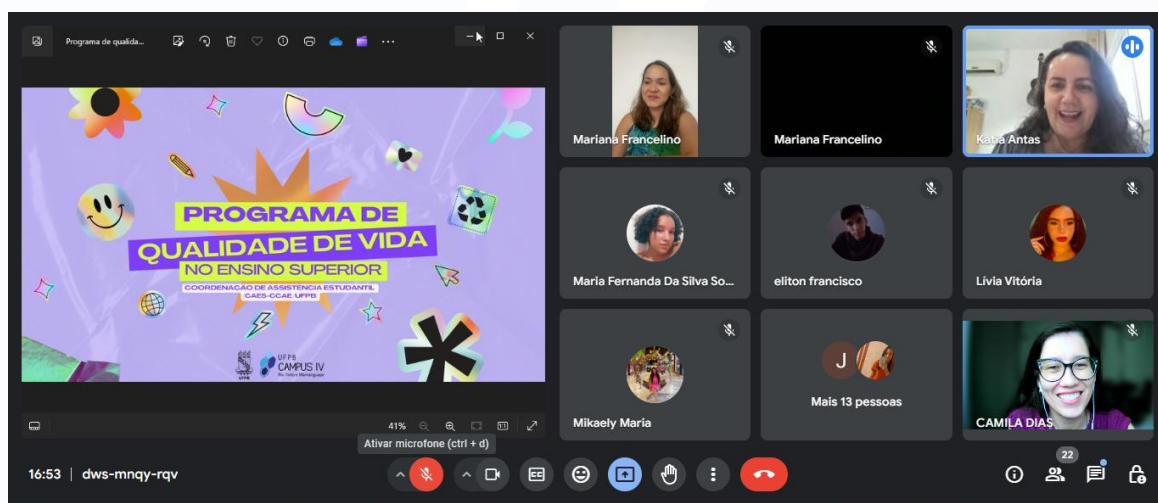 Programa de qualida...
PROGRAMA DE
QUALIDADE DE VIDA
NO ENSINO SUPERIOR
COORDENAÇÃO DE ASSISTÊNCIA ESTUDANTIL
CAES-CCAE/UFPB
UFPB
UFPB
CAMPUS IV
41%
Ativar microfone (ctrl + d)
Mariana Francelino
Mariana Francelino
Katia Antas
Maria Fernanda Da Silva So...
eliton francisco
Lívia Vitória
Mikaely Maria
J
Mais 13 pessoas
CAMILA DIAS
16:53 | dws-mnqy-rqv
CC
22